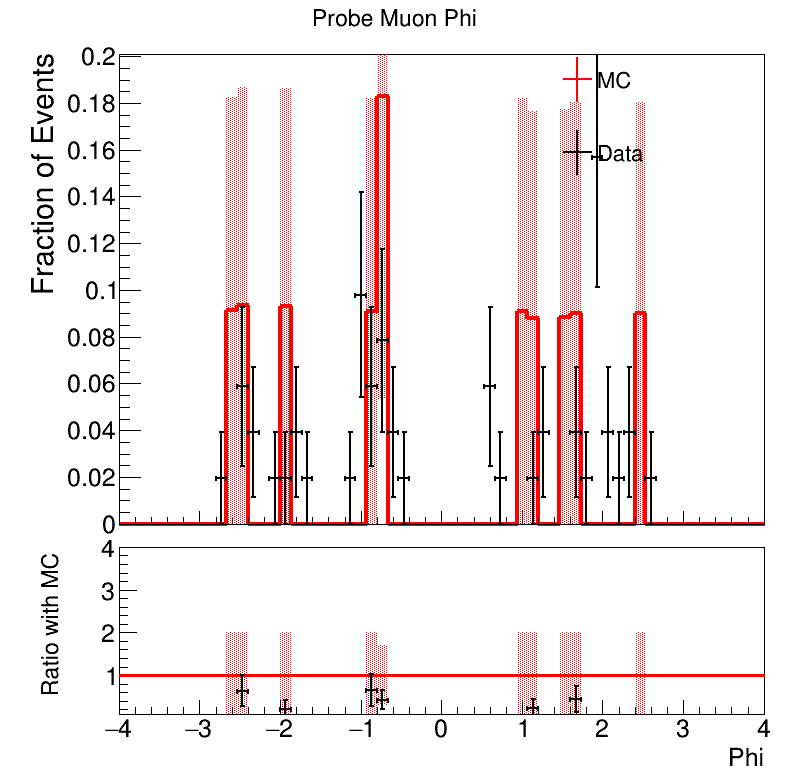 Probe Muon Phi
Fraction of Events
0.2
0.18
0.16
0.14
0.12
0.1
0.08
0.06
0.04
0.02
0
MC
Data
Ratio with MC
4
3
2
1
−4 −3 −2 −1 0 1 2 3 4
Phi